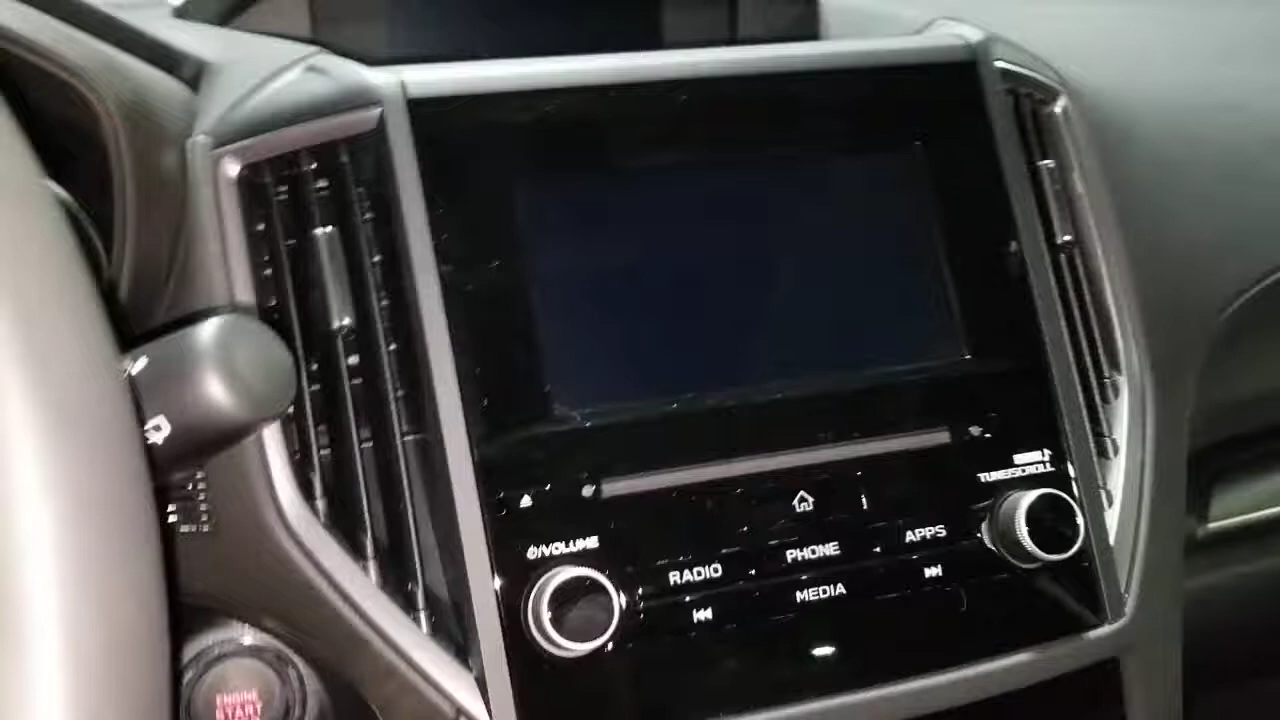 TUNE/SCROLL
/VOLUME
RADIO
PHONE
APPS
MEDIA
ENGINE
START